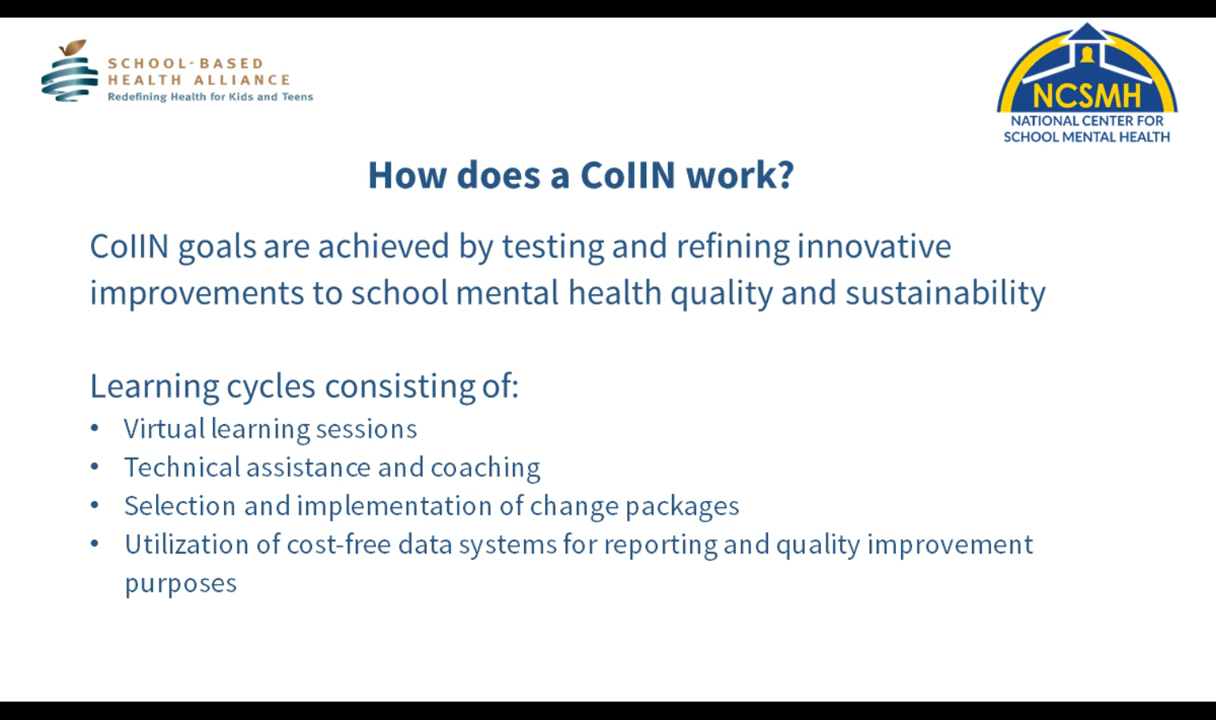 SCHOOL-BASED
HEALTH ALLIANCE
Redefining Health for Kids and Teens
NCSMH
NATIONAL CENTER FOR
SCHOOL MENTAL HEALTH
How does a CoIIN work?
CoIIN goals are achieved by testing and refining innovative
improvements to school mental health quality and sustainability
Learning cycles consisting of:
• Virtual learning sessions
• Technical assistance and coaching
• Selection and implementation of change packages
• Utilization of cost-free data systems for reporting and quality improvement
purposes